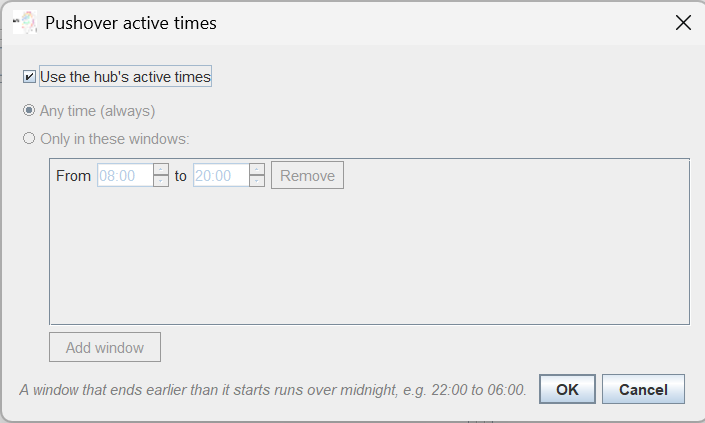 Pushover active times
Use the hub's active times
Any time (always)
Only in these windows:
From 08:00 to 20:00 Remove
Add window
A window that ends earlier than it starts runs over midnight, e.g. 22:00 to 06:00. OK Cancel